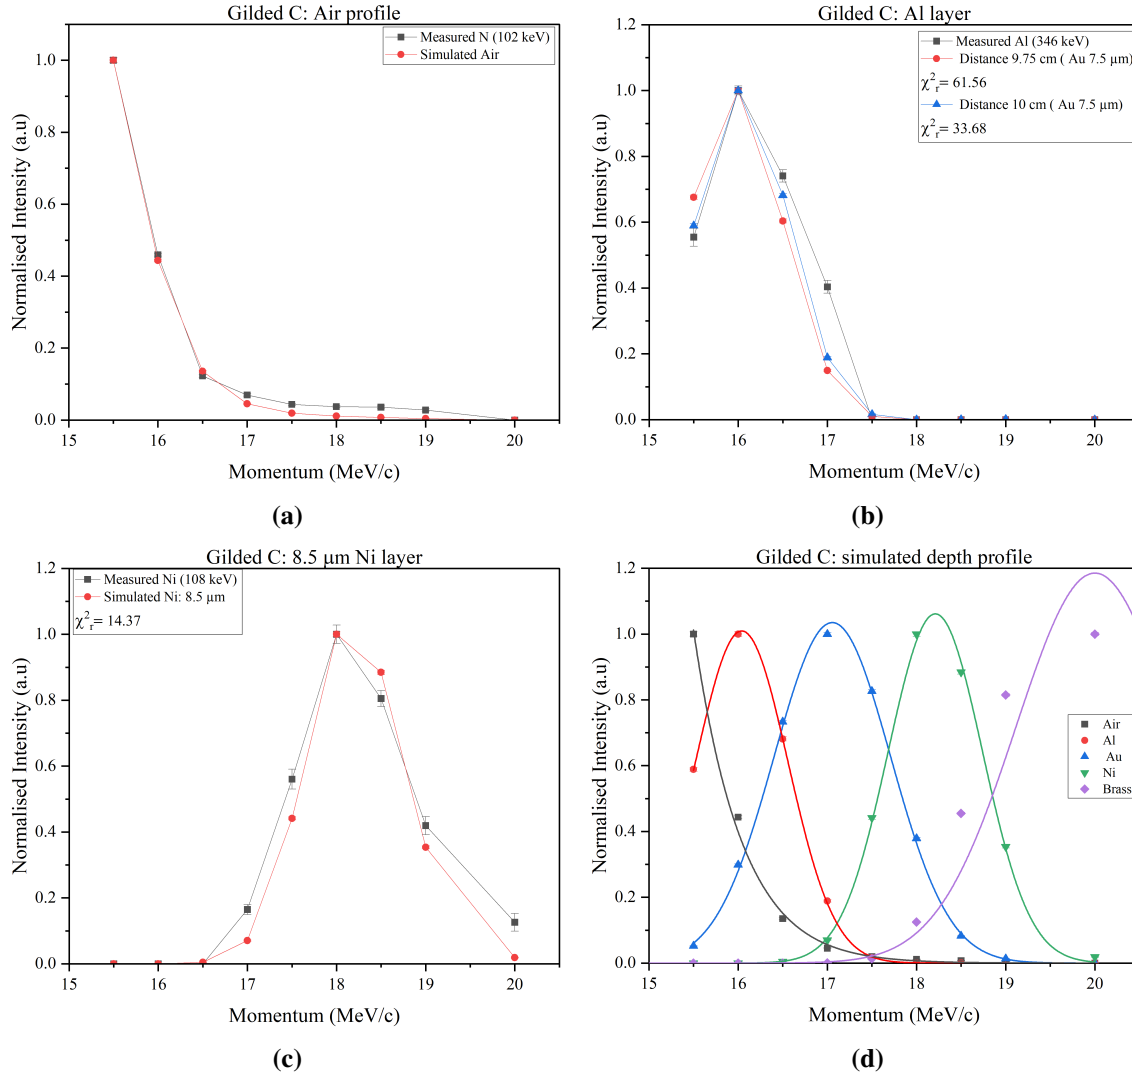 Gilded C: Air profile
Measured N (102 keV)
Simulated Air
Normalised Intensity (a.u)
0.0
0.2
0.4
0.6
0.8
1.0
15
16
17
18
19
20
Momentum (MeV/c)
(a)
Gilded C: Al layer
Measured Al (346 keV)
Distance 9.75 cm ( Au 7.5 µm)
χ²ᵣ= 61.56
Distance 10 cm ( Au 7.5 µm)
χ²ᵣ= 33.68
Normalised Intensity (a.u)
0.0
0.2
0.4
0.6
0.8
1.0
1.2
15
16
17
18
19
20
Momentum (MeV/c)
(b)
Gilded C: 8.5 µm Ni layer
Measured Ni (108 keV)
Simulated Ni: 8.5 µm
χ²ᵣ= 14.37
Normalised Intensity (a.u)
0.0
0.2
0.4
0.6
0.8
1.0
1.2
15
16
17
18
19
20
Momentum (MeV/c)
(c)
Gilded C: simulated depth profile
Air
Al
Au
Ni
Brass
Normalised Intensity (a.u)
0.0
0.2
0.4
0.6
0.8
1.0
1.2
15
16
17
18
19
20
Momentum (MeV/c)
(d)